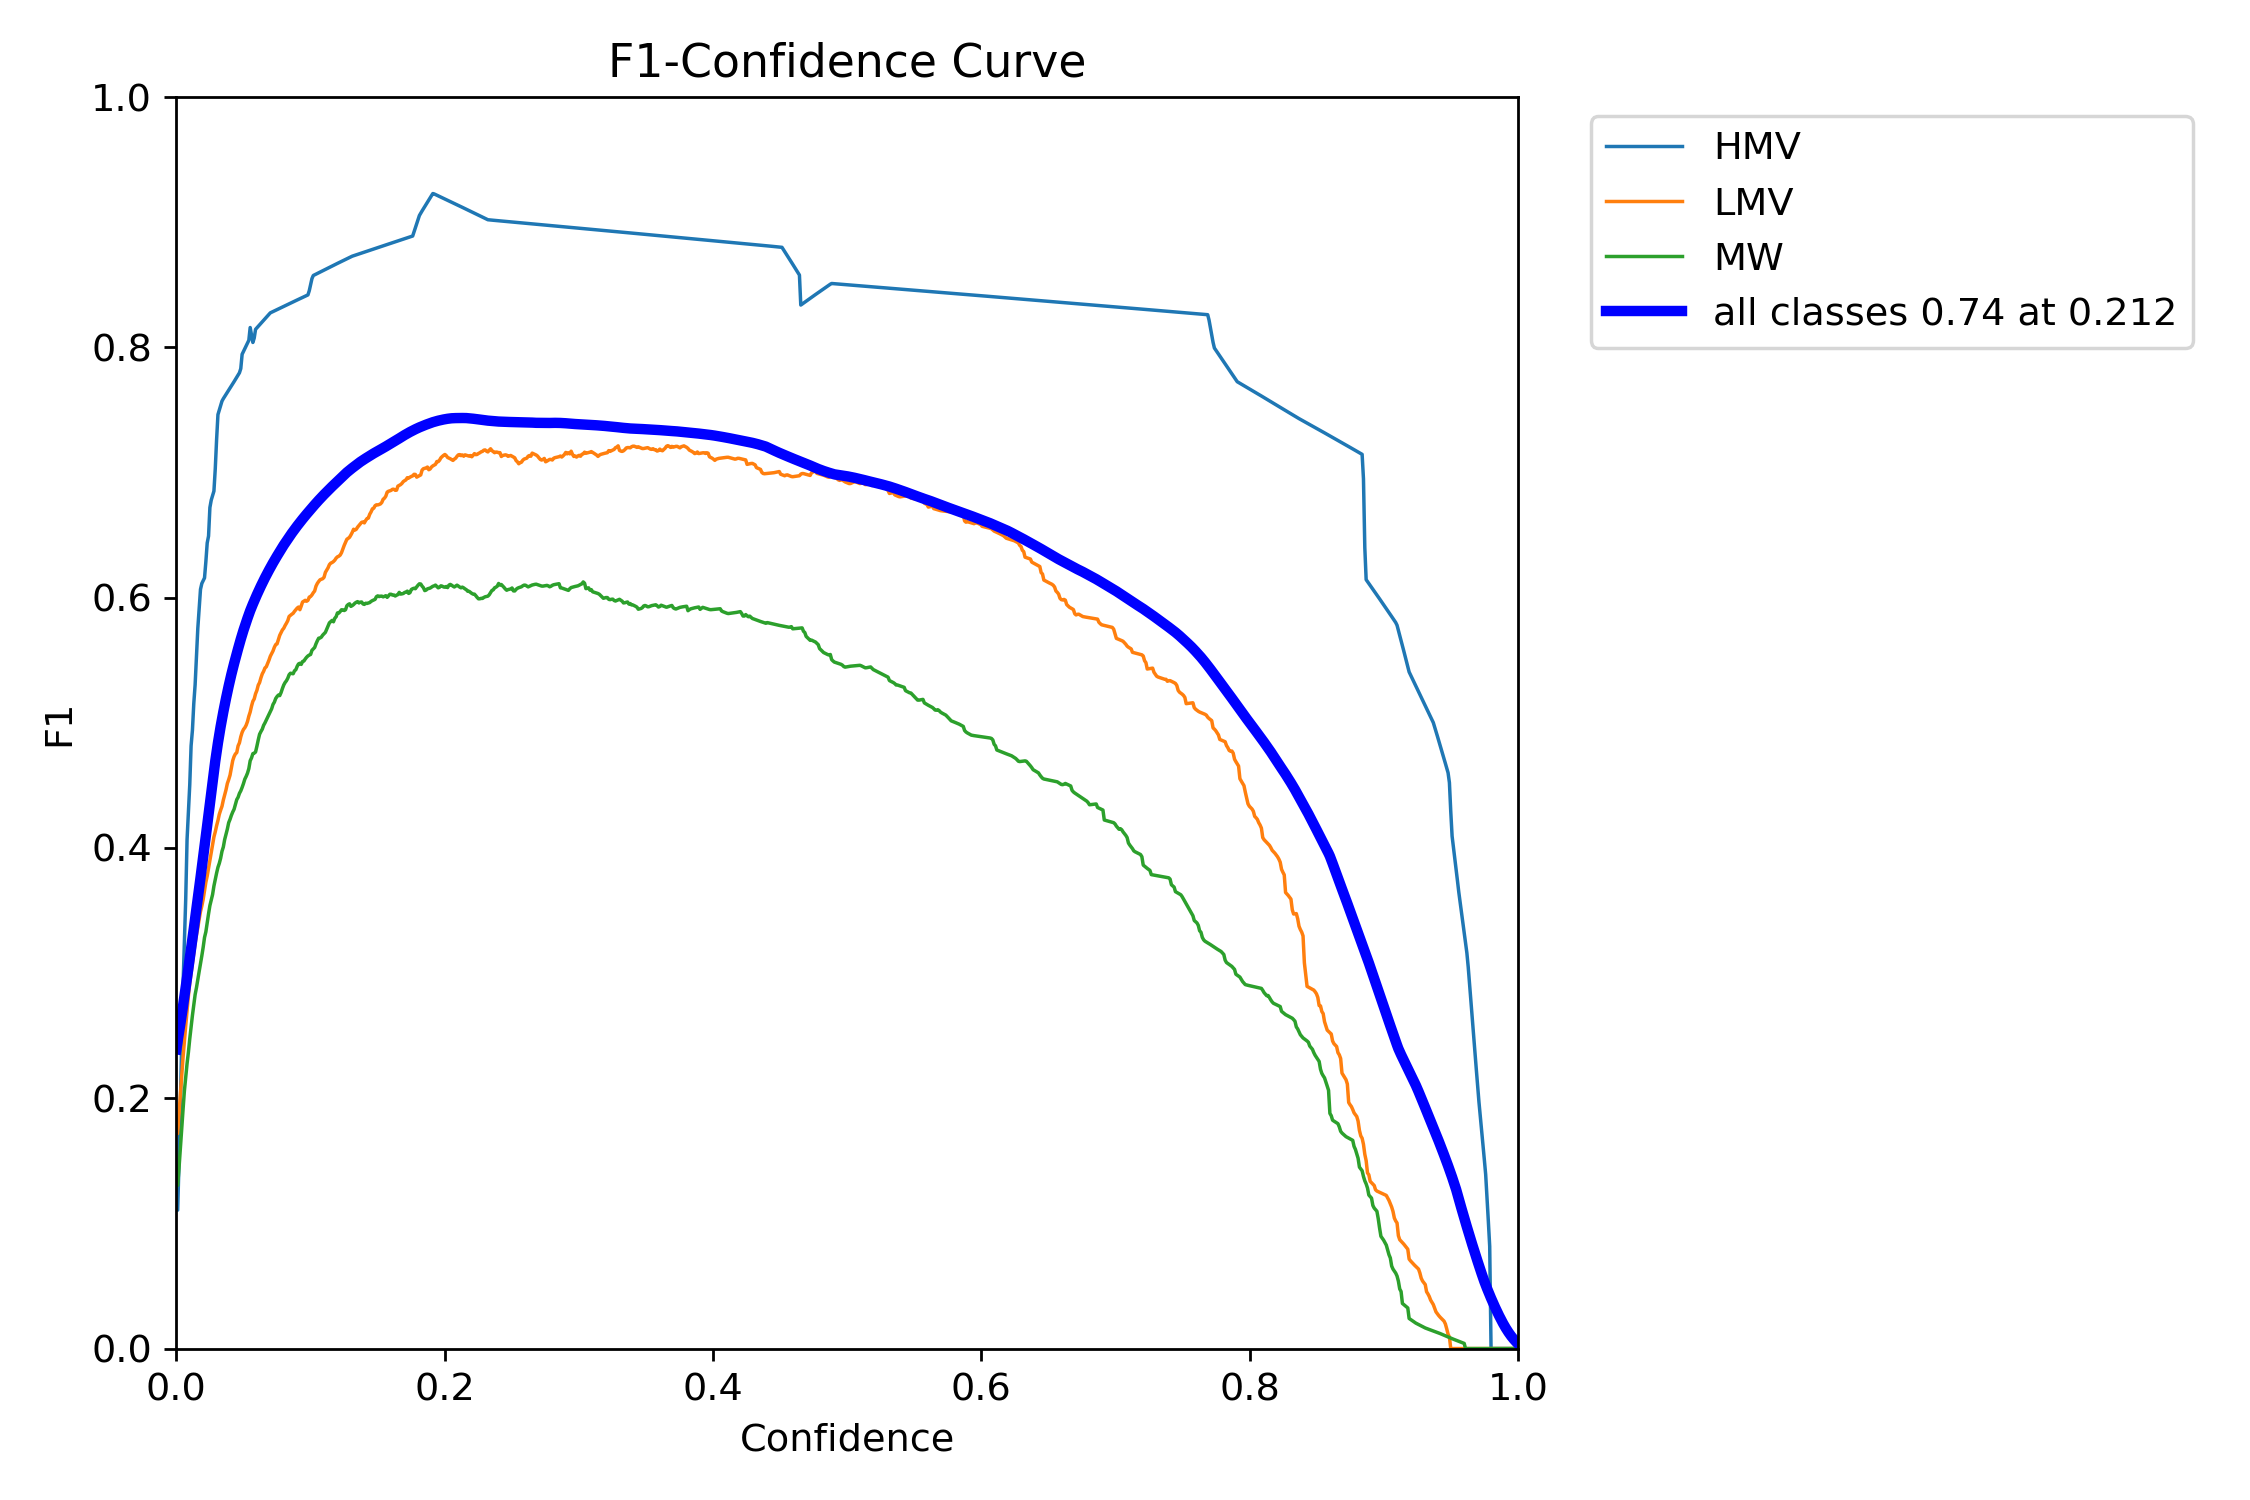 F1-Confidence Curve
1.0
0.8
0.6
0.4
0.2
0.0
F1
0.0 0.2 0.4 0.6 0.8 1.0
Confidence
HMV
LMV
MW
all classes 0.74 at 0.212